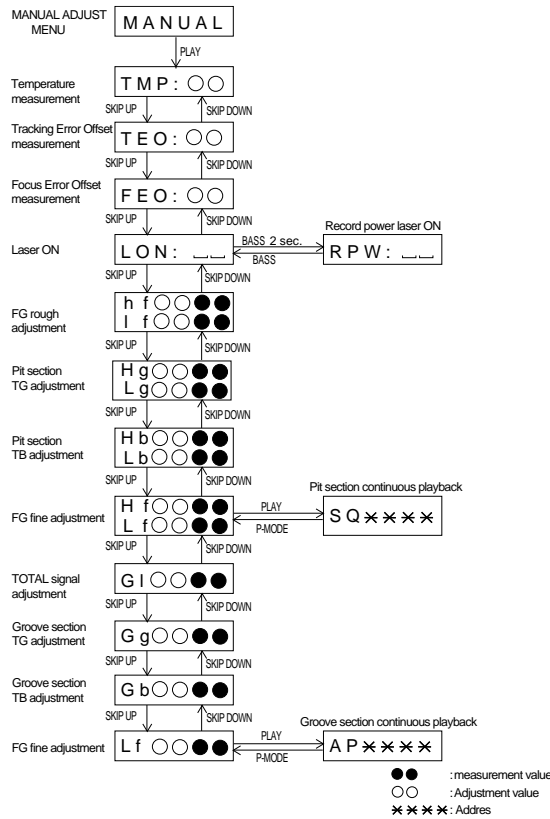 MANUAL ADJUST
MENU
MANUAL
PLAY
Temperature
measurement
TMP: ○○
SKIP UP
SKIP DOWN
Tracking Error Offset
measurement
TEO: ○○
SKIP UP
SKIP DOWN
Focus Error Offset
measurement
FEO: ○○
SKIP UP
SKIP DOWN
Laser ON
LON: ⎵⎵
BASS 2 sec.
BASS
Record power laser ON
RPW: ⎵⎵
SKIP UP
SKIP DOWN
FG rough
adjustment
hf○○●●
lf○○●●
SKIP UP
SKIP DOWN
Pit section
TG adjustment
Hg○○●●
Lg○○●●
SKIP UP
SKIP DOWN
Pit section
TB adjustment
Hb○○●●
Lb○○●●
SKIP UP
SKIP DOWN
FG fine adjustment
Hf○○●●
Lf○○●●
PLAY
P-MODE
Pit section continuous playback
SQ✳✳✳✳
SKIP UP
SKIP DOWN
TOTAL signal
adjustment
Gl○○●●
SKIP UP
SKIP DOWN
Groove section
TG adjustment
Gg○○●●
SKIP UP
SKIP DOWN
Groove section
TB adjustment
Gb○○●●
SKIP UP
SKIP DOWN
FG fine adjustment
Lf○○●●
PLAY
P-MODE
Groove section continuous playback
AP✳✳✳✳
●● : measurement value
○○ : Adjustment value
✳✳✳✳ : Addres